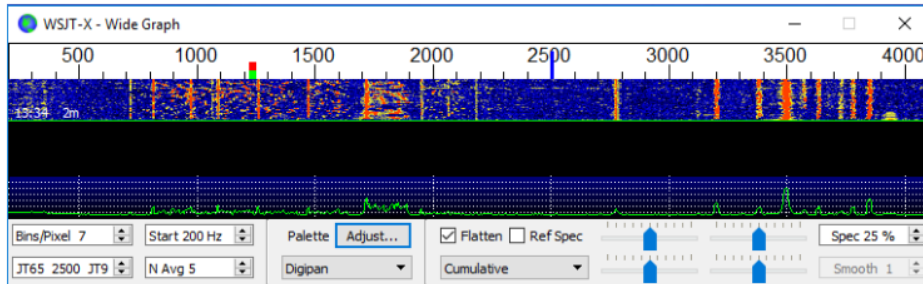 WSJT-X - Wide Graph
500 1000 1500 2000 2500 3000 3500 4000
15:34 2m
Bins/Pixel 7 Start 200 Hz Palette Adjust... Flatten Ref Spec Spec 25 %
JT65 2500 JT9 N Avg 5 Digipan Cumulative Smooth 1